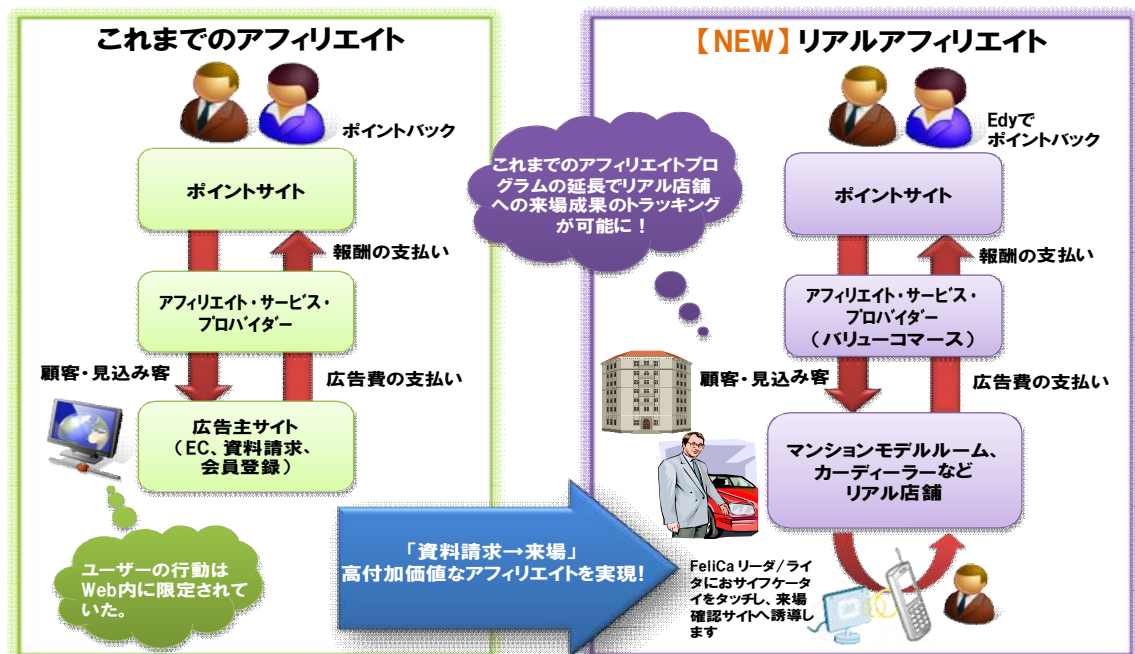 これまでのアフィリエイト
ポイントバック
ポイントサイト
報酬の支払い
アフィリエイト・サービス・
プロバイダー
顧客・見込み客
広告費の支払い
広告主サイト
（EC、資料請求、
会員登録）
ユーザーの行動は
Web内に限定されて
いた。
これまでのアフィリエイトプロ
グラムの延長でリアル店舗
への来場成果のトラッキング
が可能に！
「資料請求→来場」
高付加価値なアフィリエイトを実現!
【NEW】リアルアフィリエイト
Edyで
ポイントバック
ポイントサイト
報酬の支払い
アフィリエイト・サービス・
プロバイダー
（バリューコマース）
顧客・見込み客
広告費の支払い
マンションモデルルーム、
カーディーラーなど
リアル店舗
FeliCaリーダ/ライ
タにおサイフケータ
イをタッチし、来場
確認サイトへ誘導し
ます